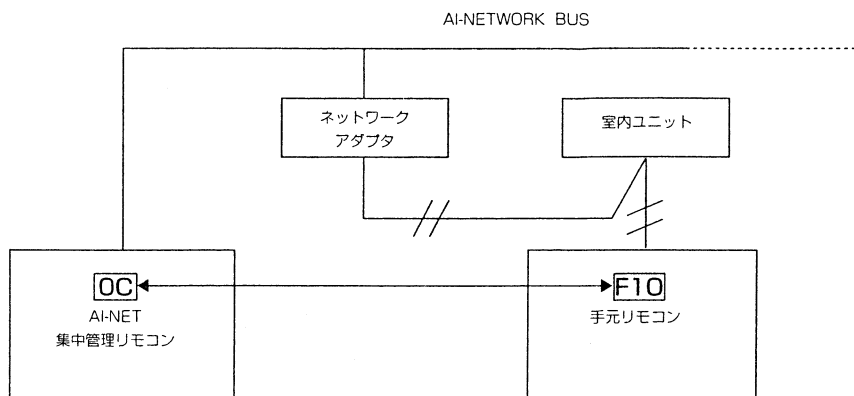 AI-NETWORK BUS
ネットワーク
アダプタ
室内ユニット
0C
AI-NET
集中管理リモコン
F10
手元リモコン